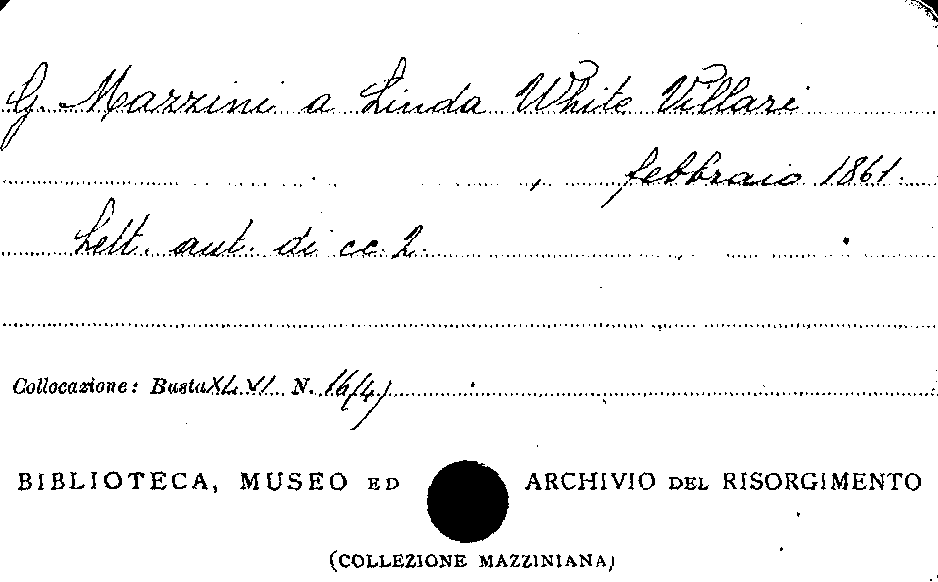 G. Mazzini a Linda White Villari
febbraio 1861.
Lett. aut. di cc. 2.
Collocazione: Busta XLVI N. 16(4)
BIBLIOTECA, MUSEO ED ARCHIVIO DEL RISORGIMENTO
(COLLEZIONE MAZZINIANA)